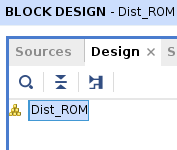 BLOCK DESIGN - Dist_ROM
Sources Design × S
Dist_ROM